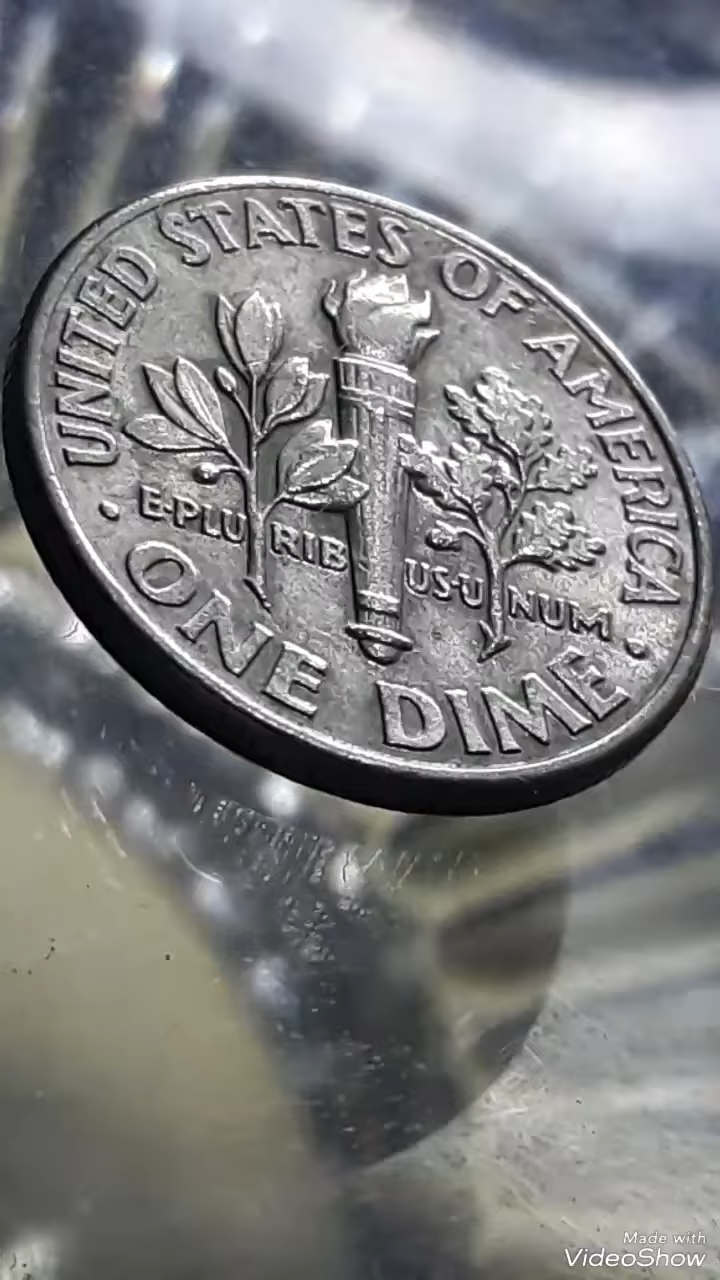 UNITED STATES OF AMERICA
E·PLU RIB US·U NUM
· ONE DIME ·
Made with
VideoShow